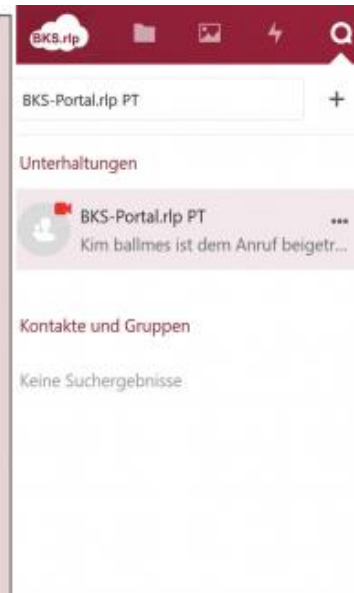 BKS.rlp
BKS-Portal.rlp PT
Unterhaltungen
BKS-Portal.rlp PT
Kim ballmes ist dem Anruf beigetr...
Kontakte und Gruppen
Keine Suchergebnisse